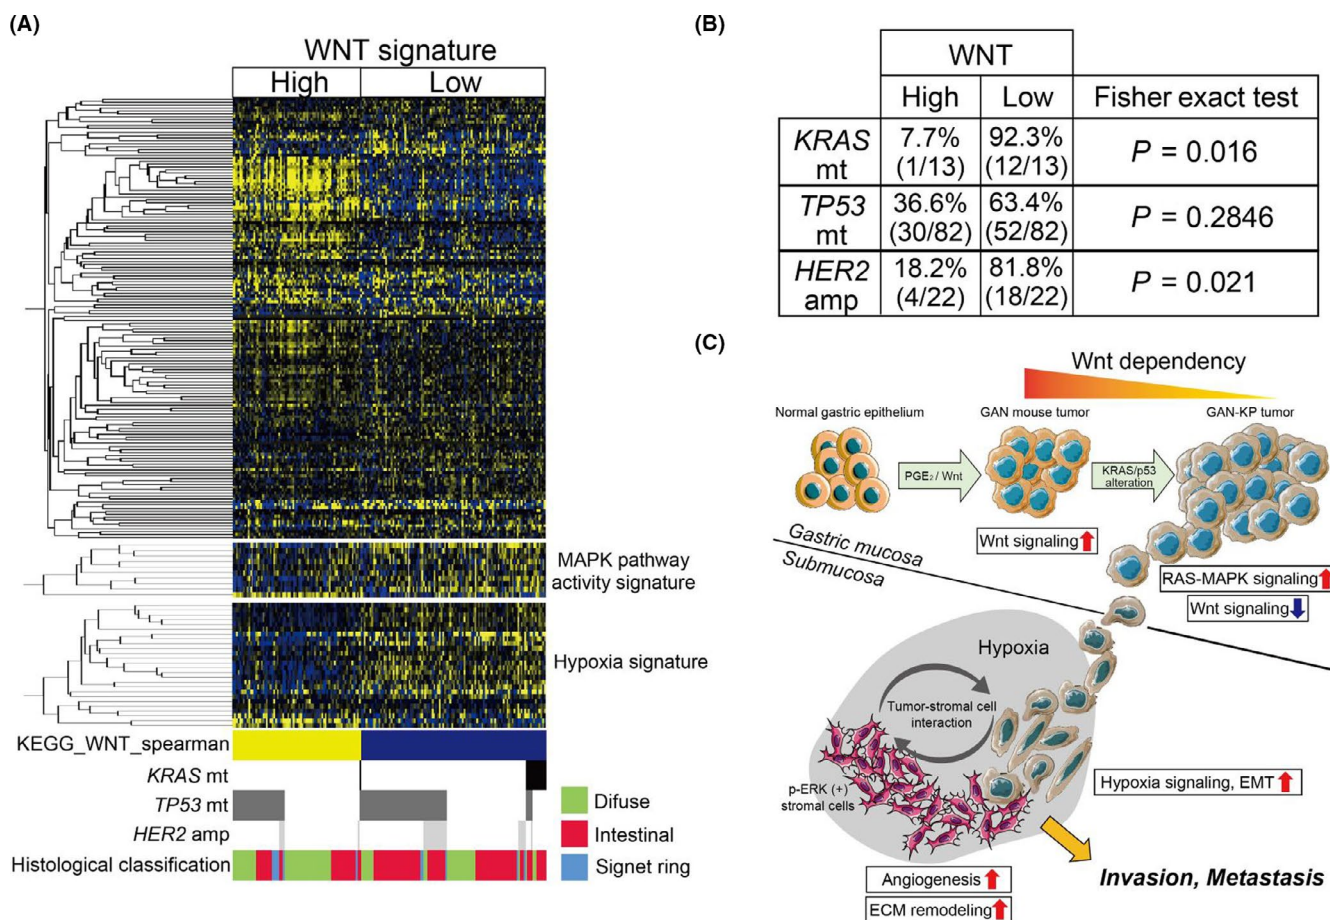 (A)
WNT signature
High Low
MAPK pathway
activity signature
Hypoxia signature
KEGG_WNT_spearman
KRAS mt
TP53 mt
HER2 amp
Histological classification
Difuse
Intestinal
Signet ring
(B)
WNT
High Low Fisher exact test
KRAS
mt
7.7%
(1/13)
92.3%
(12/13)
P = 0.016
TP53
mt
36.6%
(30/82)
63.4%
(52/82)
P = 0.2846
HER2
amp
18.2%
(4/22)
81.8%
(18/22)
P = 0.021
(C)
Wnt dependency
Normal gastric epithelium
GAN mouse tumor
GAN-KP tumor
PGE₂ / Wnt
KRAS/p53
alteration
Wnt signaling
Gastric mucosa
Submucosa
RAS-MAPK signaling
Wnt signaling
Hypoxia
Tumor-stromal cell
interaction
p-ERK (+)
stromal cells
Hypoxia signaling, EMT
Angiogenesis
ECM remodeling
Invasion, Metastasis